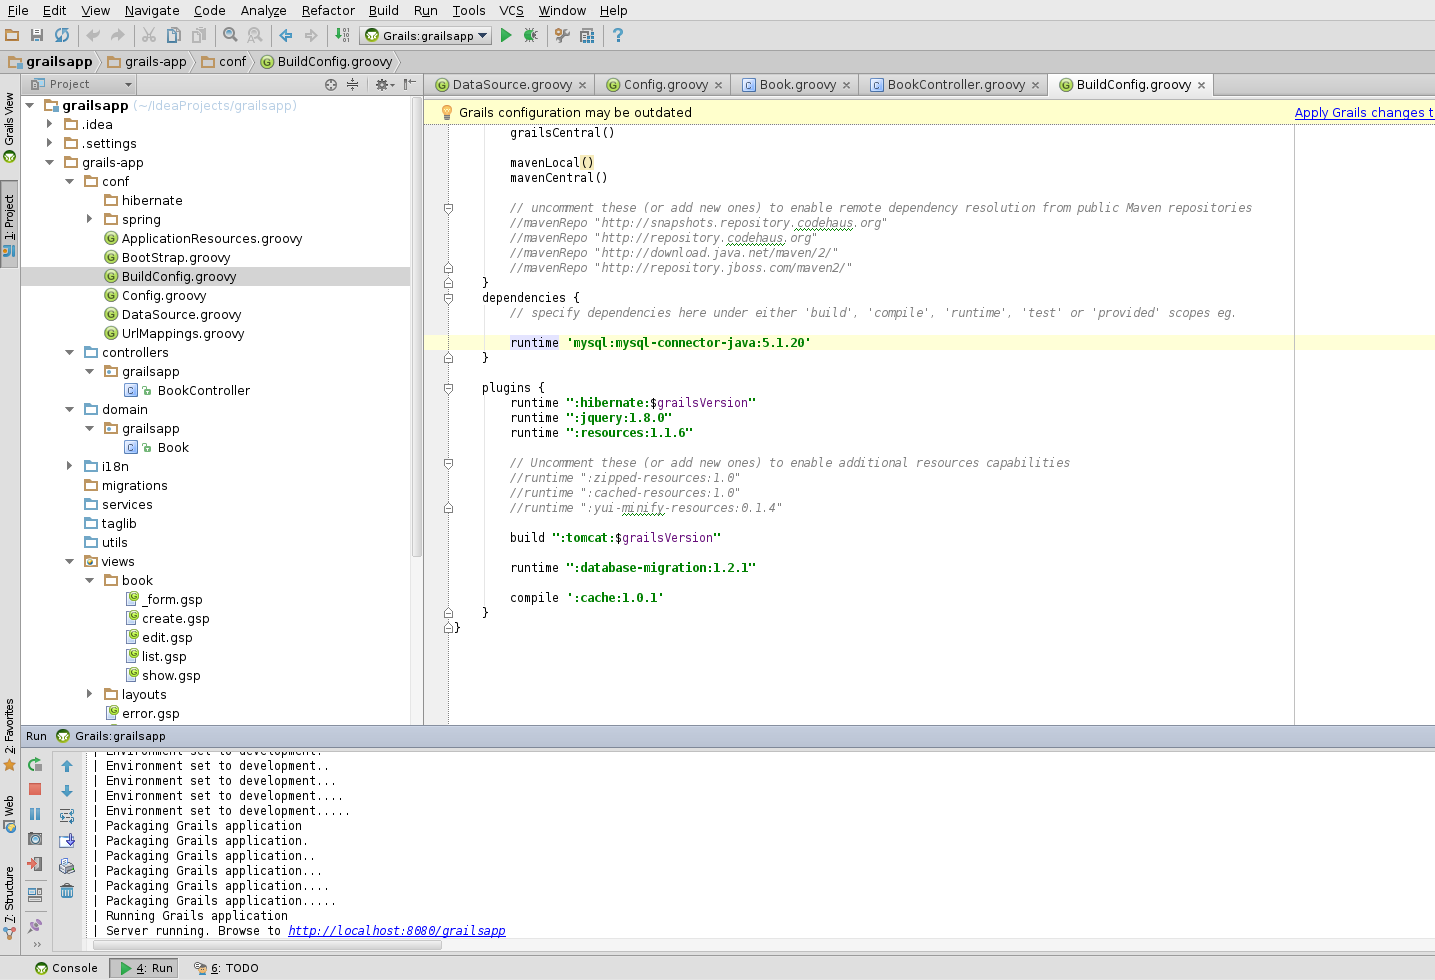 File Edit View Navigate Code Analyze Refactor Build Run Tools VCS Window Help
Grails:grailsapp
grailsapp grails-app conf BuildConfig.groovy
Project
DataSource.groovy Config.groovy Book.groovy BookController.groovy BuildConfig.groovy
Grails View
1: Project
2: Favorites
Web
7: Structure
grailsapp (~/IdeaProjects/grailsapp)
.idea
.settings
grails-app
conf
hibernate
spring
ApplicationResources.groovy
BootStrap.groovy
BuildConfig.groovy
Config.groovy
DataSource.groovy
UrlMappings.groovy
controllers
grailsapp
BookController
domain
grailsapp
Book
i18n
migrations
services
taglib
utils
views
book
_form.gsp
create.gsp
edit.gsp
list.gsp
show.gsp
layouts
error.gsp
Grails configuration may be outdated
Apply Grails changes t
grailsCentral()
mavenLocal()
mavenCentral()
// uncomment these (or add new ones) to enable remote dependency resolution from public Maven repositories
//mavenRepo "http://snapshots.repository.codehaus.org"
//mavenRepo "http://repository.codehaus.org"
//mavenRepo "http://download.java.net/maven/2/"
//mavenRepo "http://repository.jboss.com/maven2/"
}
dependencies {
// specify dependencies here under either 'build', 'compile', 'runtime', 'test' or 'provided' scopes eg.
runtime 'mysql:mysql-connector-java:5.1.20'
}
plugins {
runtime ":hibernate:$grailsVersion"
runtime ":jquery:1.8.0"
runtime ":resources:1.1.6"
// Uncomment these (or add new ones) to enable additional resources capabilities
//runtime ":zipped-resources:1.0"
//runtime ":cached-resources:1.0"
//runtime ":yui-minify-resources:0.1.4"
build ":tomcat:$grailsVersion"
runtime ":database-migration:1.2.1"
compile ':cache:1.0.1'
}
}
Run Grails:grailsapp
| Environment set to development.
| Environment set to development..
| Environment set to development...
| Environment set to development....
| Environment set to development.....
| Packaging Grails application
| Packaging Grails application.
| Packaging Grails application..
| Packaging Grails application...
| Packaging Grails application....
| Packaging Grails application.....
| Running Grails application
| Server running. Browse to http://localhost:8080/grailsapp
Console 4: Run 6: TODO